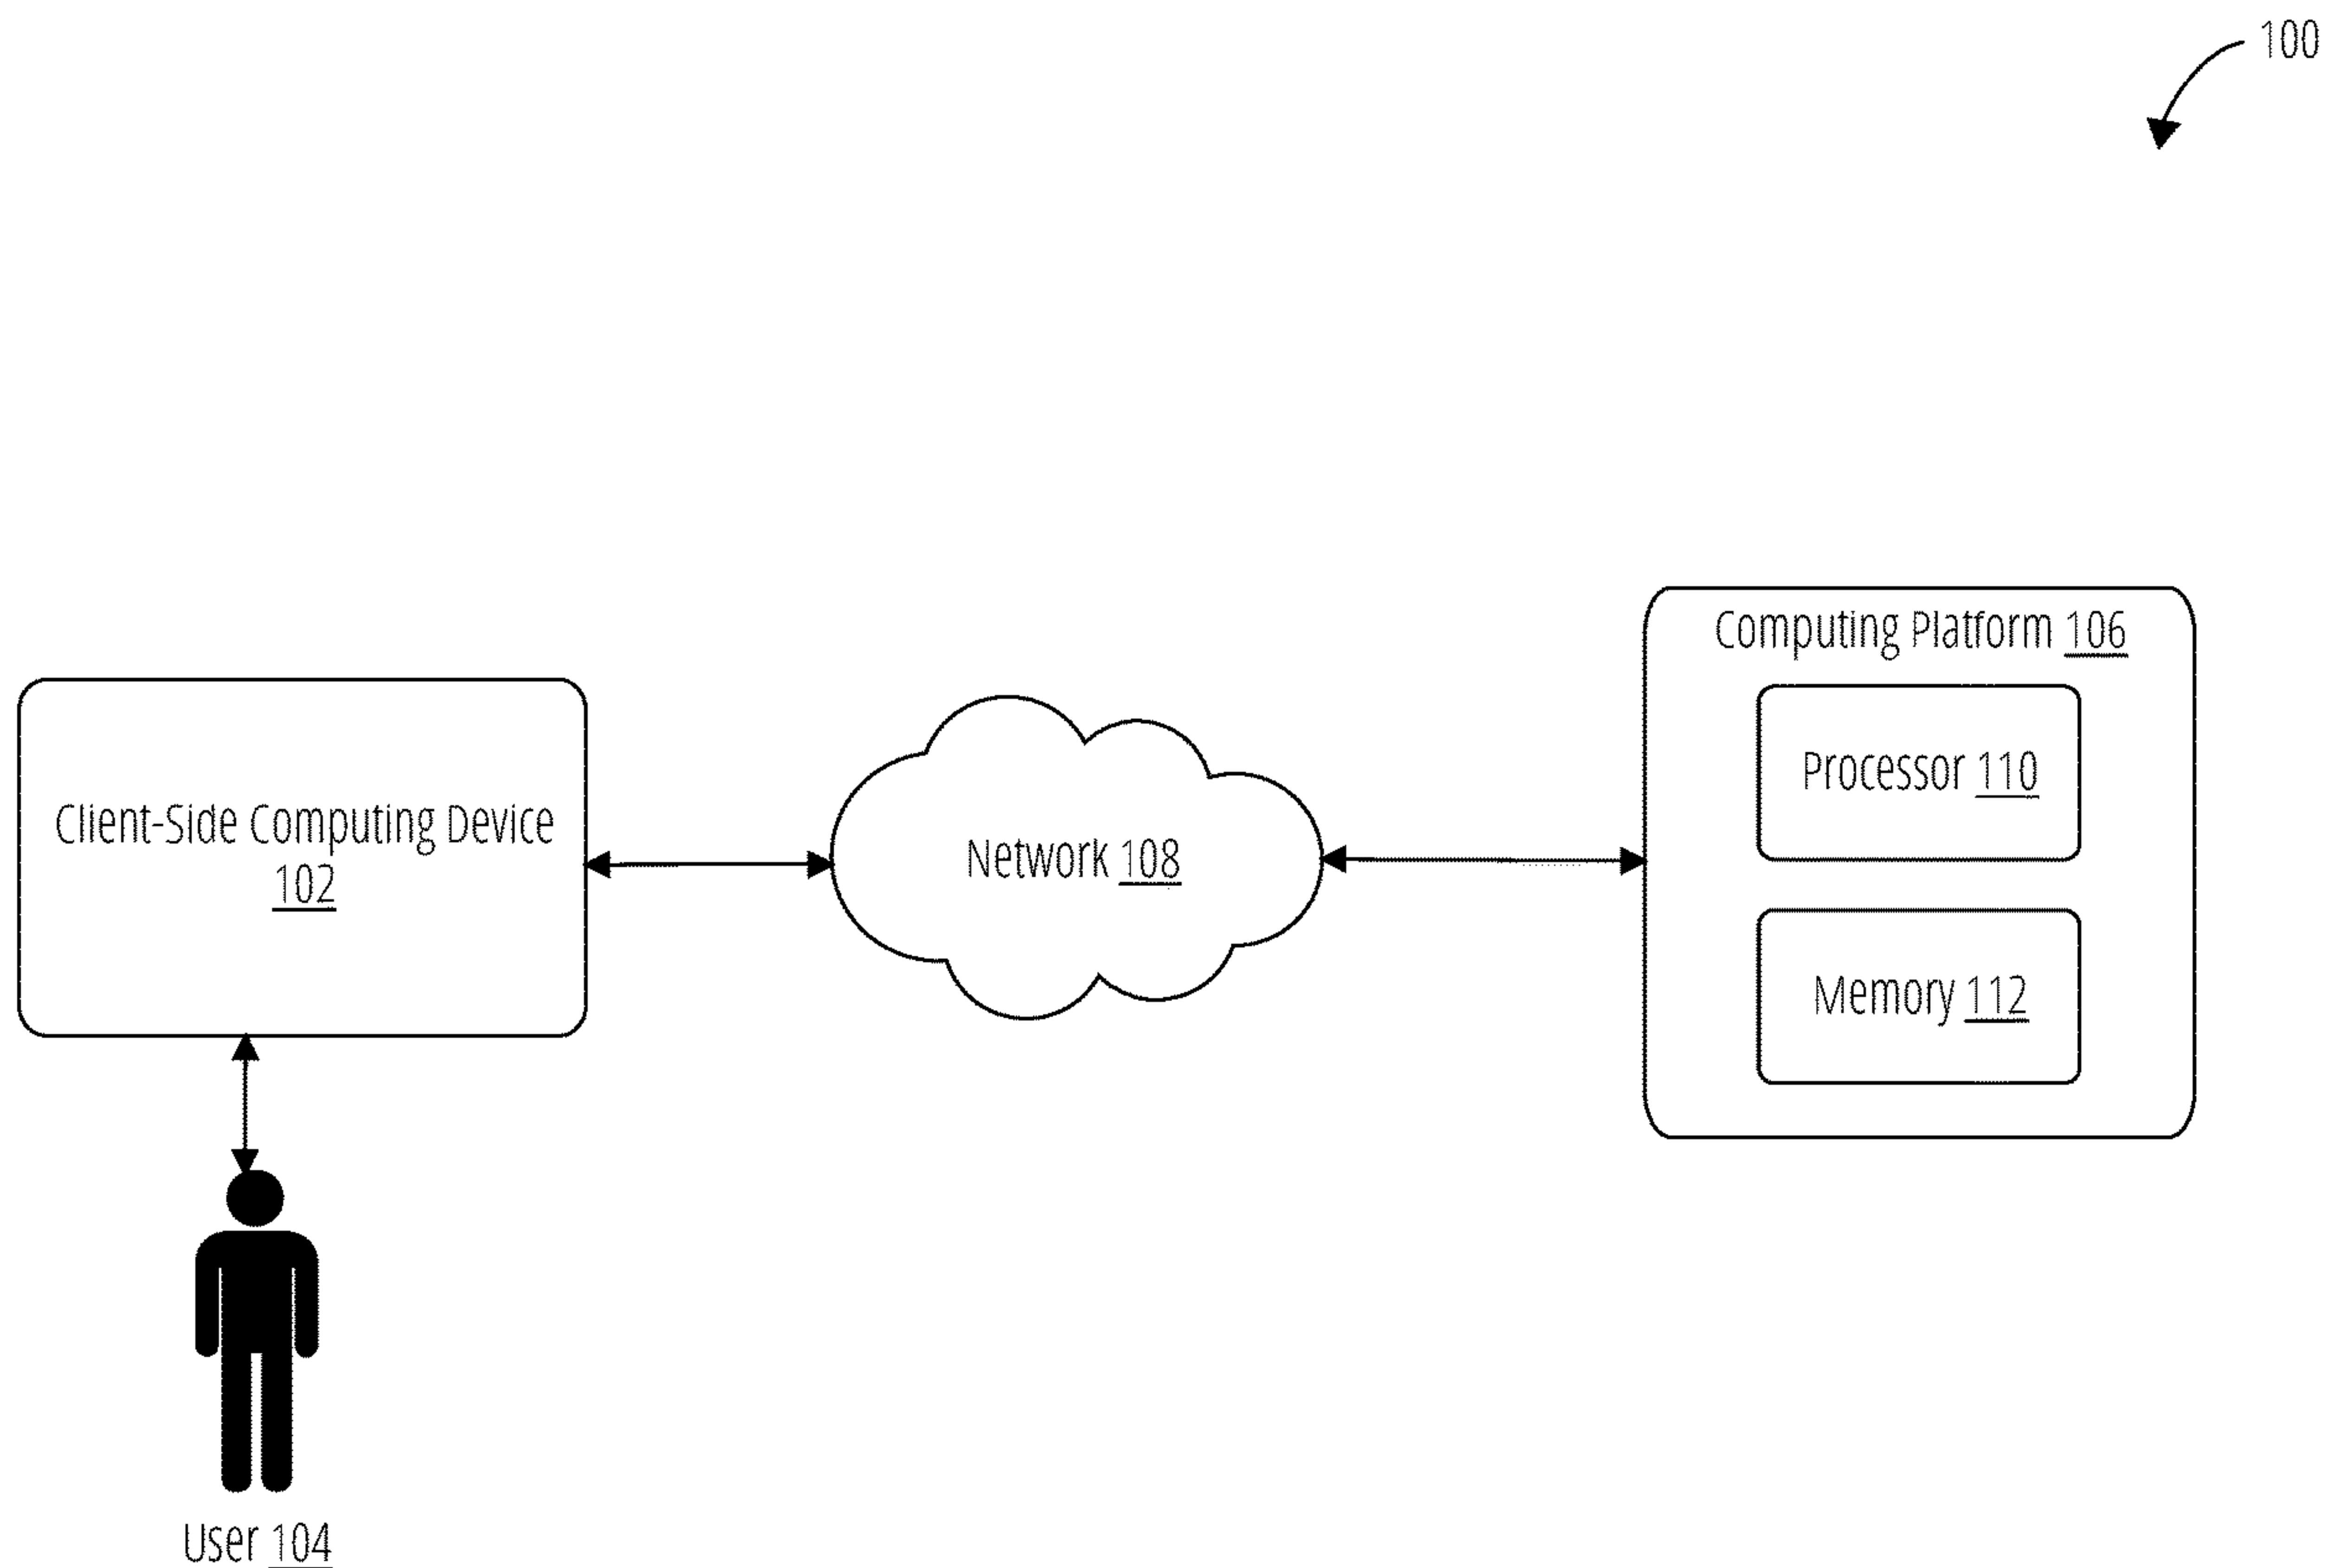 100
Computing Platform 106
Processor 110
Client-Side Computing Device
102
Network 108
Memory 112
User 104